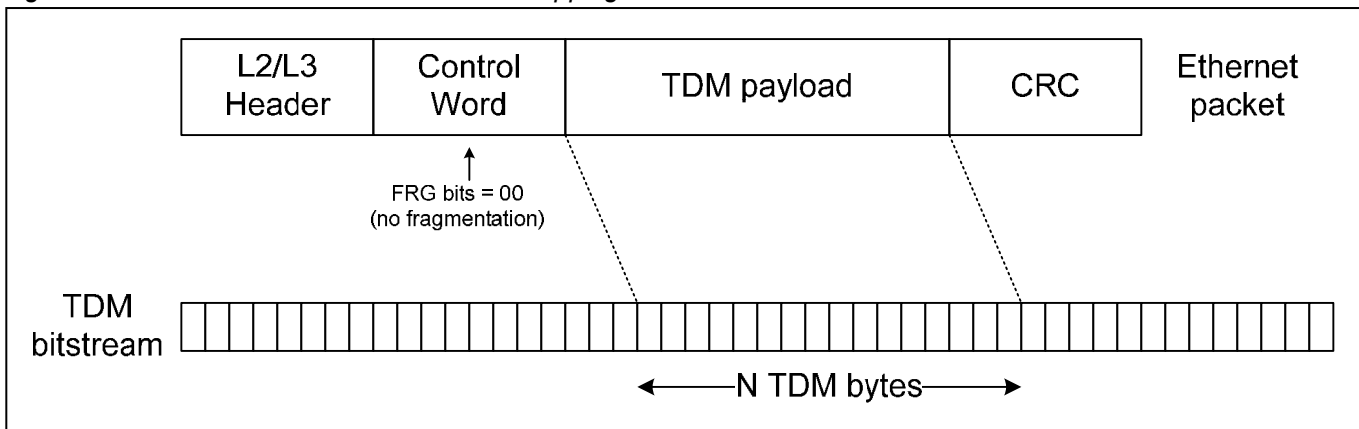 L2/L3
Header
Control
Word
TDM payload
CRC
Ethernet
packet
FRG bits = 00
(no fragmentation)
TDM
bitstream
N TDM bytes